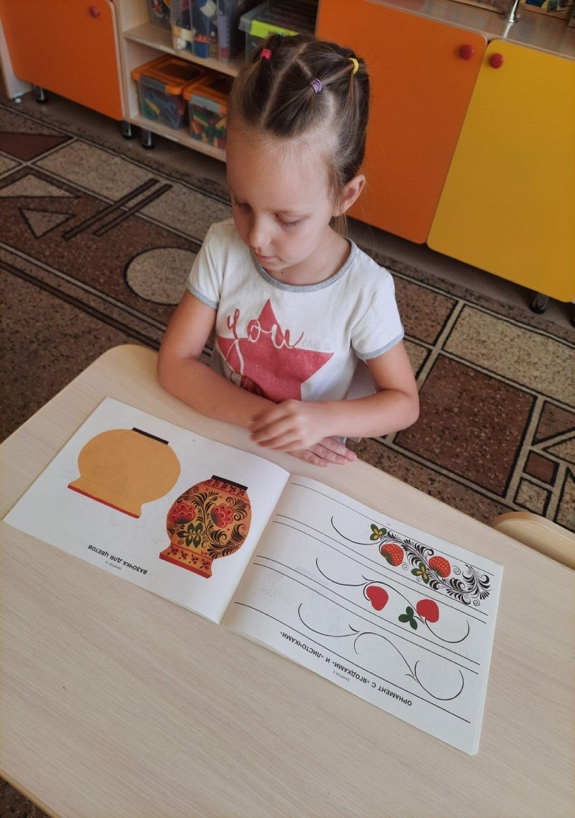 you
ВАЗОЧКА ДЛЯ ЦВЕТОВ
ОРНАМЕНТ С «ЯГОДКАМИ» И «ЛИСТОЧКАМИ»